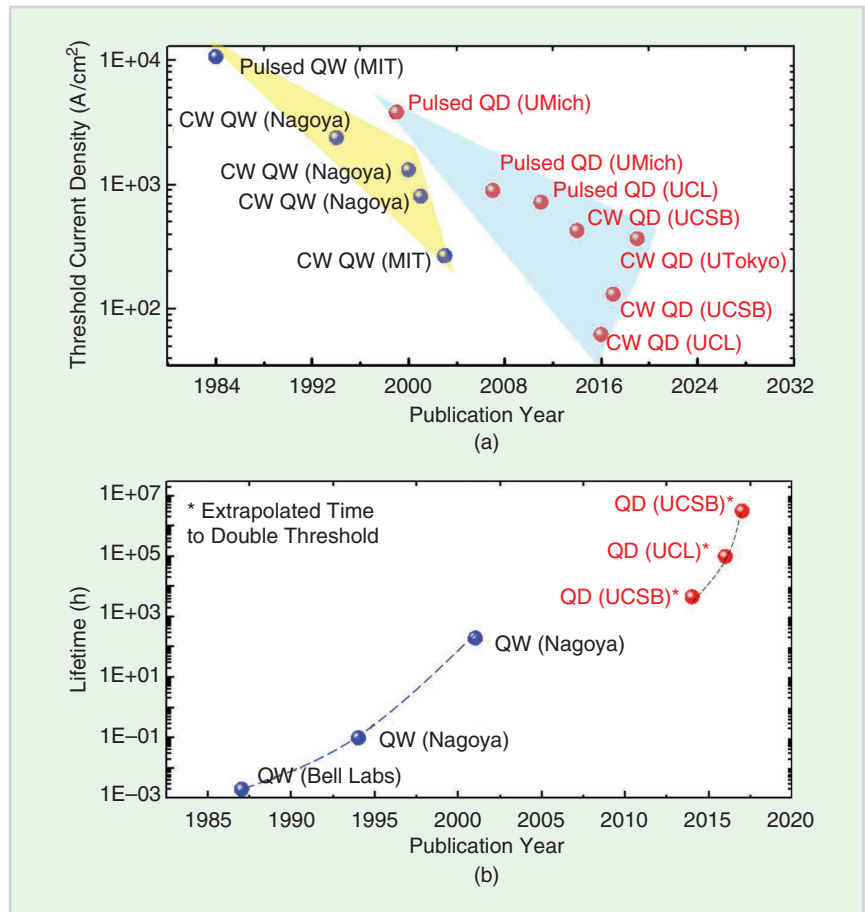 1E+04
1E+03
1E+02
Threshold Current Density (A/cm²)
Pulsed QW (MIT)
CW QW (Nagoya)
CW QW (Nagoya)
CW QW (Nagoya)
CW QW (MIT)
Pulsed QD (UMich)
Pulsed QD (UMich)
Pulsed QD (UCL)
CW QD (UCSB)
CW QD (UTokyo)
CW QD (UCSB)
CW QD (UCL)
1984 1992 2000 2008 2016 2024 2032
Publication Year
(a)
1E+07
1E+05
1E+03
1E+01
1E−01
1E−03
Lifetime (h)
* Extrapolated Time
to Double Threshold
QD (UCSB)*
QD (UCL)*
QD (UCSB)*
QW (Nagoya)
QW (Nagoya)
QW (Bell Labs)
1985 1990 1995 2000 2005 2010 2015 2020
Publication Year
(b)